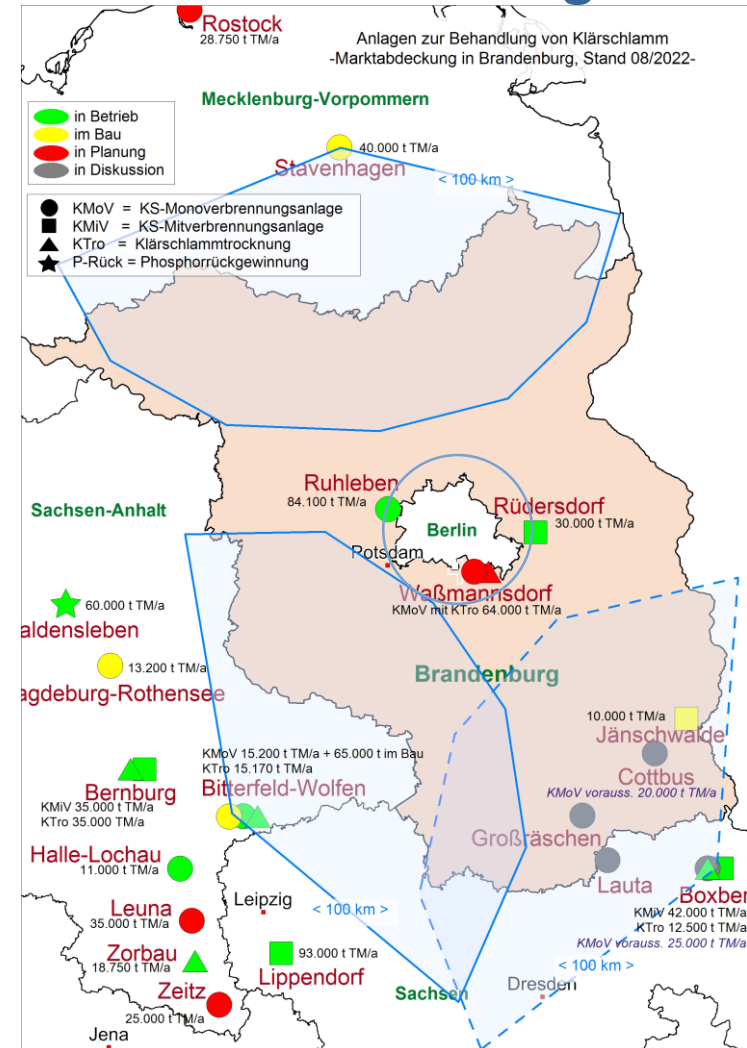 Rostock
28.750 t TM/a
Anlagen zur Behandlung von Klärschlamm
-Marktabdeckung in Brandenburg, Stand 08/2022-
Mecklenburg-Vorpommern
in Betrieb
im Bau
in Planung
in Diskussion
40.000 t TM/a
Stavenhagen
< 100 km >
KMoV = KS-Monoverbrennungsanlage
KMiV = KS-Mitverbrennungsanlage
KTro = Klärschlammtrocknung
P-Rück = Phosphorrückgewinnung
Ruhleben
84.100 t TM/a
Sachsen-Anhalt
Berlin
Rüdersdorf
30.000 t TM/a
Potsdam
Waßmannsdorf
KMoV mit KTro 64.000 t TM/a
60.000 t TM/a
aldensleben
13.200 t TM/a
agdeburg-Rothensee
Brandenburg
10.000 t TM/a
Jänschwalde
Cottbus
KMoV vorauss. 20.000 t TM/a
KMoV 15.200 t TM/a + 65.000 t im Bau
KTro 15.170 t TM/a
Bitterfeld-Wolfen
Bernburg
KMiV 35.000 t TM/a
KTro 35.000 TM/a
Großräschen
Halle-Lochau
11.000 t TM/a
Lauta
Boxber
KMiV 42.000 t TM/a
KTro 12.500 t TM/a
KMoV vorauss. 25.000 t TM/a
Leipzig
< 100 km >
Leuna
35.000 t TM/a
Zorbau
18.750 t TM/a
93.000 t TM/a
Lippendorf
< 100 km >
Zeitz
25.000 t TM/a
Sachsen
Dresden
Jena